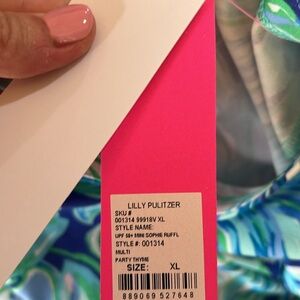 LILLY PULITZER
SKU #
001314 99918V XL
STYLE NAME:
UPF 50+ MINI SOPHIE RUFFL
STYLE #: 001314
MULTI
PARTY THYME
SIZE: XL
889069 527648